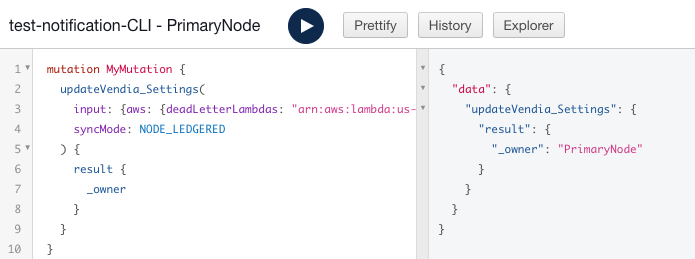 test-notification-CLI - PrimaryNode
Prettify
History
Explorer
1 mutation MyMutation {
2 updateVendia_Settings(
3 input: {aws: {deadLetterLambdas: "arn:aws:lambda:us-
4 syncMode: NODE_LEDGERED
5 ) {
6 result {
7 _owner
8 }
9 }
10 }
{
"data": {
"updateVendia_Settings": {
"result": {
"_owner": "PrimaryNode"
}
}
}
}